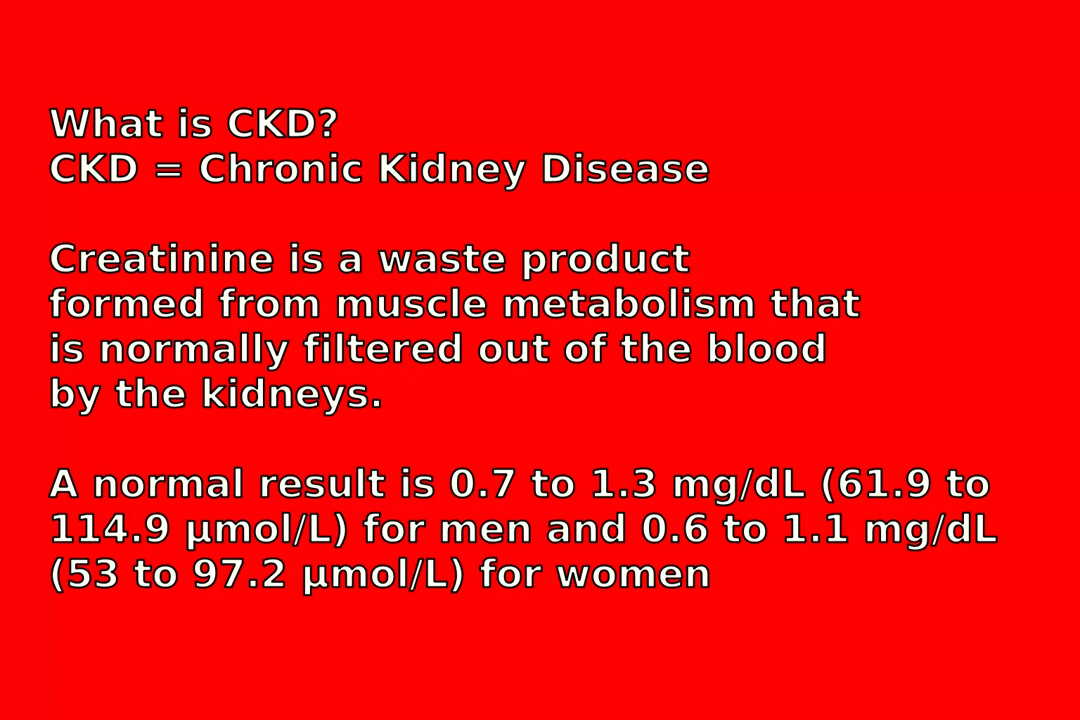 What is CKD?
CKD = Chronic Kidney Disease
Creatinine is a waste product
formed from muscle metabolism that
is normally filtered out of the blood
by the kidneys.
A normal result is 0.7 to 1.3 mg/dL (61.9 to
114.9 µmol/L) for men and 0.6 to 1.1 mg/dL
(53 to 97.2 µmol/L) for women